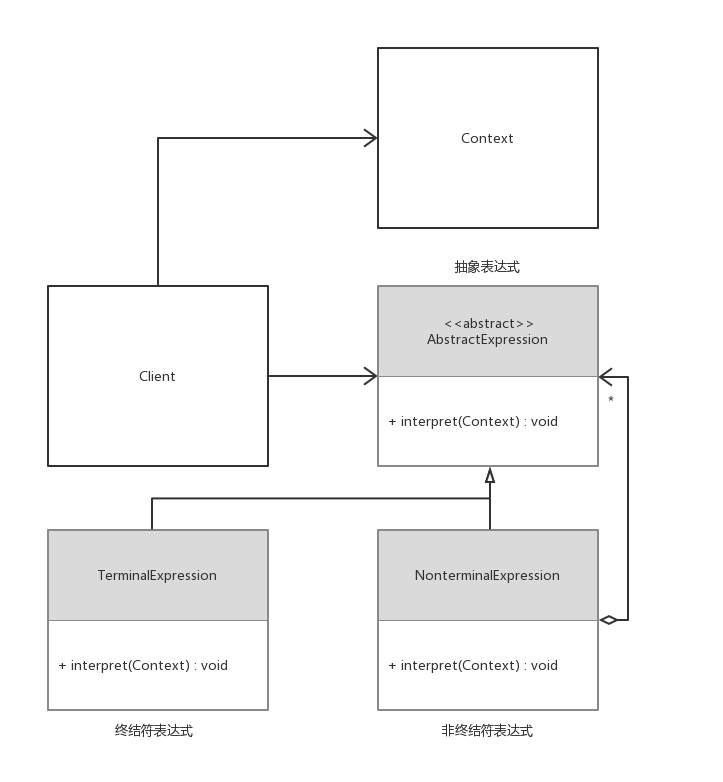 Context
抽象表达式
<<abstract>>
AbstractExpression
Client
*
+ interpret(Context) : void
TerminalExpression
NonterminalExpression
+ interpret(Context) : void
+ interpret(Context) : void
终结符表达式
非终结符表达式